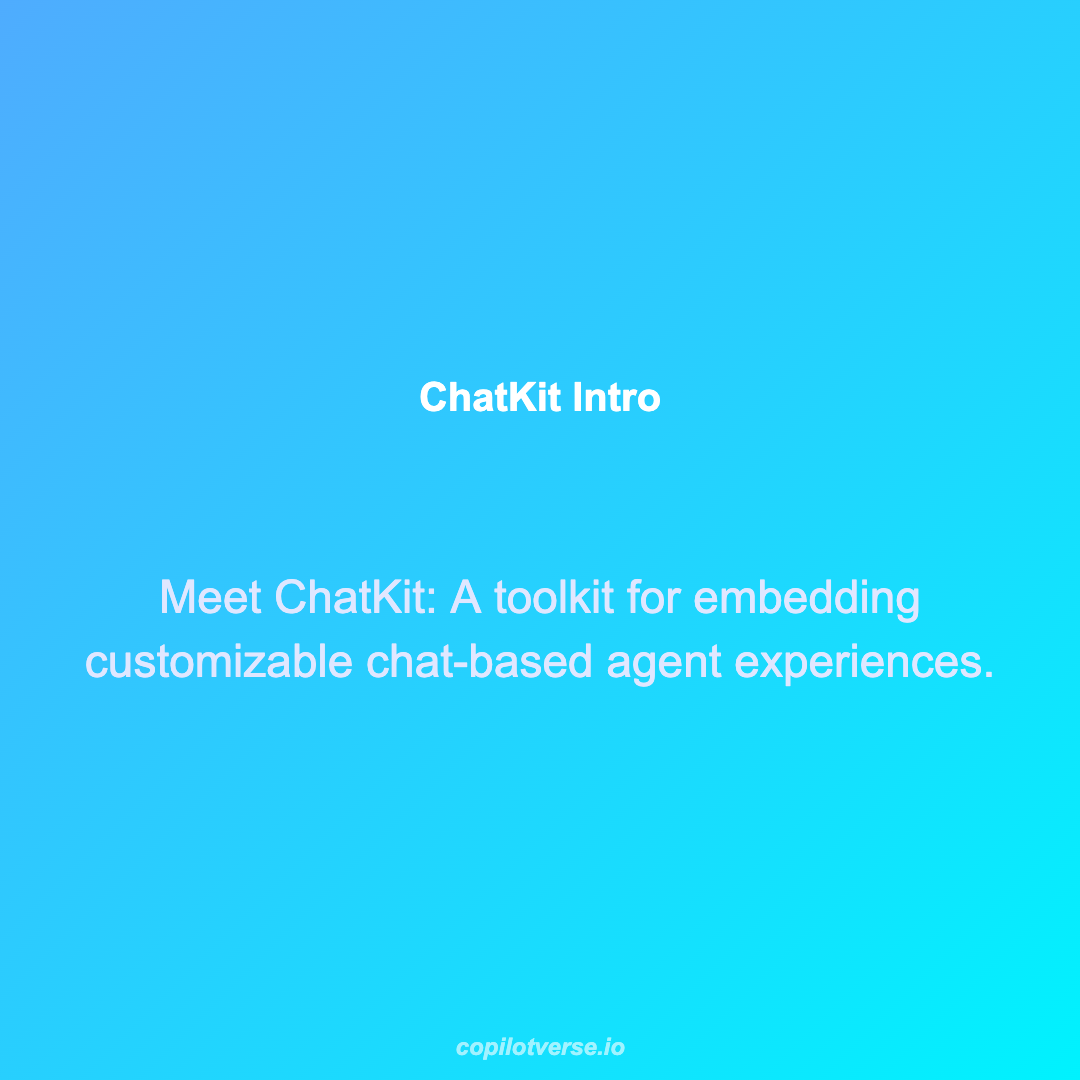 ChatKit Intro
Meet ChatKit: A toolkit for embedding
customizable chat-based agent experiences.
copilotverse.io